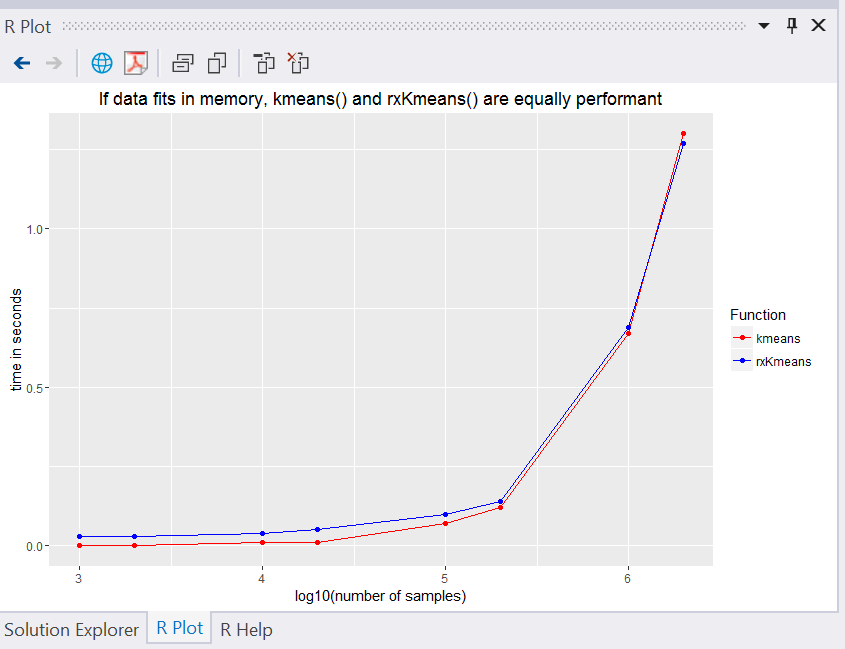 R Plot
If data fits in memory, kmeans() and rxKmeans() are equally performant
1.0
0.5
0.0
time in seconds
3 4 5 6
log10(number of samples)
Function
kmeans
rxKmeans
Solution Explorer R Plot R Help